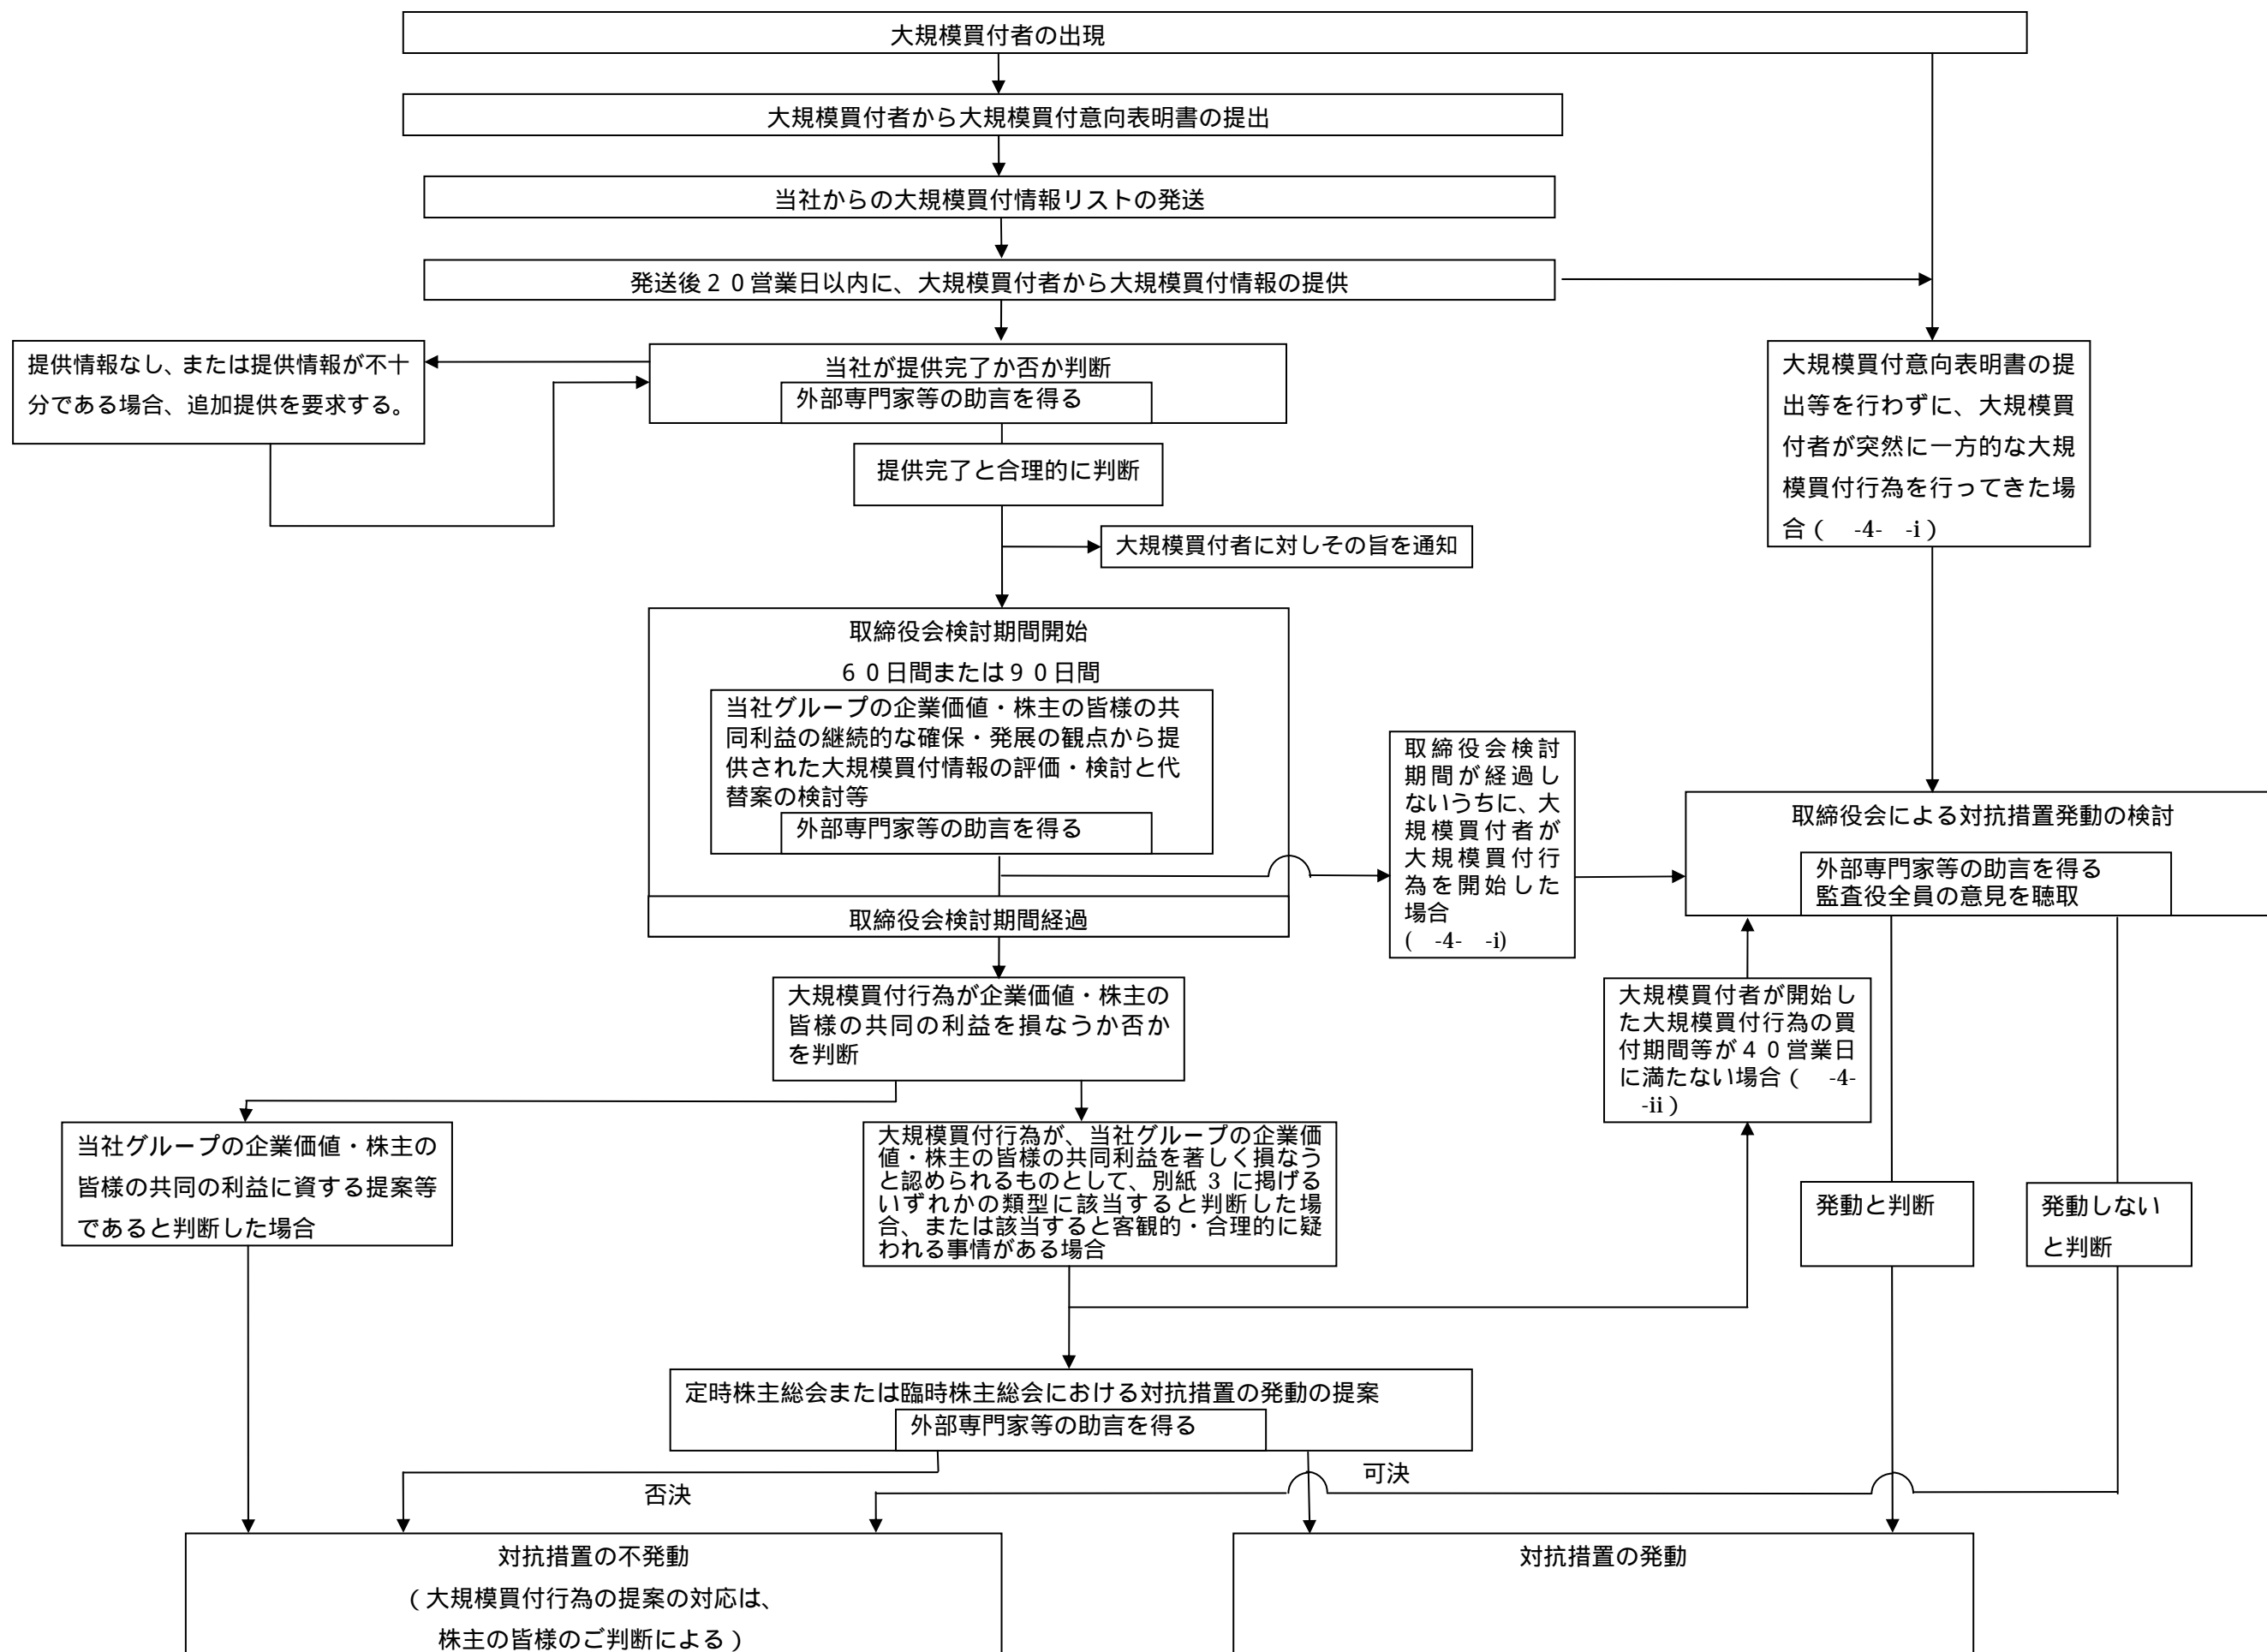 大規模買付者の出現
大規模買付者から大規模買付意向表明書の提出
当社からの大規模買付情報リストの発送
発送後20営業日以内に、大規模買付者から大規模買付情報の提供
提供情報なし、または提供情報が不十
分である場合、追加提供を要求する。
当社が提供完了か否か判断
外部専門家等の助言を得る
大規模買付意向表明書の提
出等を行わずに、大規模買
付者が突然に一方的な大規
模買付行為を行ってきた場
合(　-4-　-i)
提供完了と合理的に判断
大規模買付者に対しその旨を通知
取締役会検討期間開始
60日間または90日間
当社グループの企業価値・株主の皆様の共
同利益の継続的な確保・発展の観点から提
供された大規模買付情報の評価・検討と代
替案の検討等
外部専門家等の助言を得る
取締役会検討期間経過
取締役会検討
期間が経過し
ないうちに、大
規模買付者が
大規模買付行
為を開始した
場合
(　-4-　-i)
取締役会による対抗措置発動の検討
外部専門家等の助言を得る
監査役全員の意見を聴取
大規模買付行為が企業価値・株主の
皆様の共同の利益を損なうか否か
を判断
大規模買付者が開始し
た大規模買付行為の買
付期間等が40営業日
に満たない場合(　-4-
　-ii)
当社グループの企業価値・株主の
皆様の共同の利益に資する提案等
であると判断した場合
大規模買付行為が、当社グループの企業価
値・株主の皆様の共同利益を著しく損なう
と認められるものとして、別紙 3 に掲げる
いずれかの類型に該当すると判断した場
合、または該当すると客観的・合理的に疑
われる事情がある場合
発動と判断
発動しない
と判断
定時株主総会または臨時株主総会における対抗措置の発動の提案
外部専門家等の助言を得る
否決
可決
対抗措置の不発動
(大規模買付行為の提案の対応は、
株主の皆様のご判断による)
対抗措置の発動